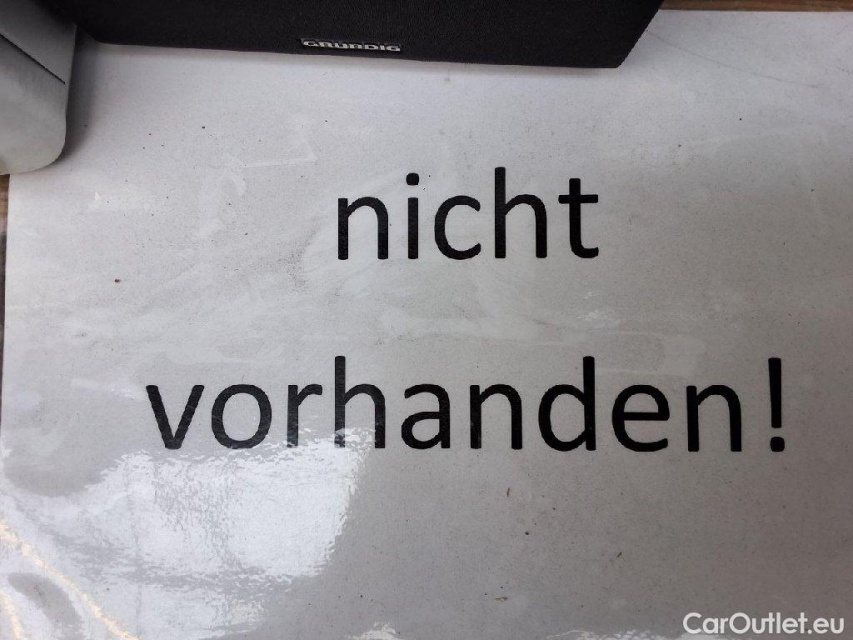 GRUNDIG
nicht
vorhanden!
CarOutlet.eu